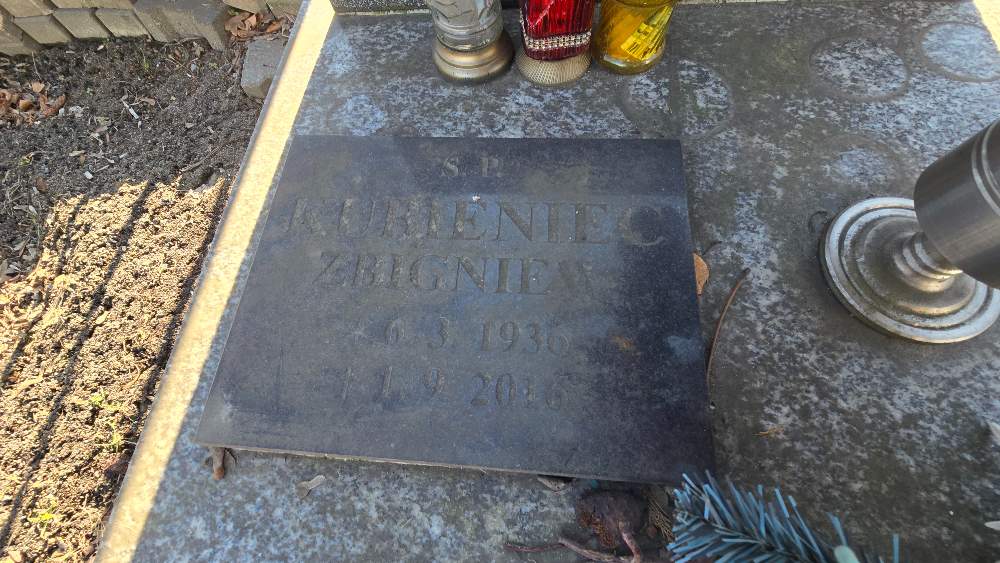 S. P.
KUBIENIEC
ZBIGNIEW
* 6. 3. 1936
† 1. 9. 2016